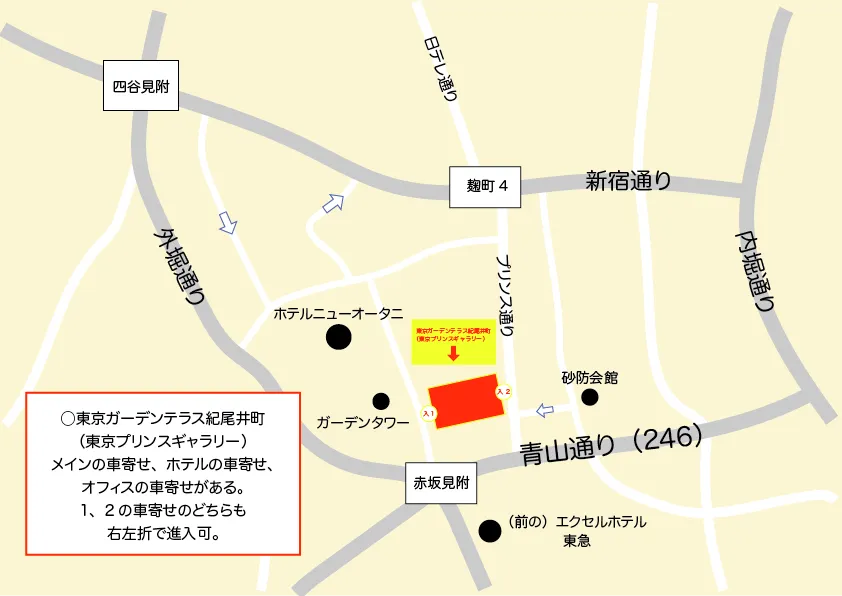 日テレ通り
四谷見附
麹町４
新宿通り
外堀通り
内堀通り
プリンス通り
ホテルニューオータニ
東京ガーデンテラス紀尾井町
（東京プリンスギャラリー）
入２
入１
砂防会館
ガーデンタワー
青山通り（246）
赤坂見附
（前の）エクセルホテル
東急
○東京ガーデンテラス紀尾井町
（東京プリンスギャラリー）
メインの車寄せ、ホテルの車寄せ、
オフィスの車寄せがある。
1、２の車寄せのどちらも
右左折で進入可。